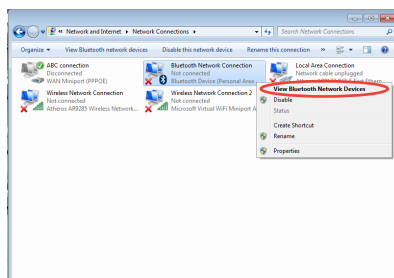 « Network and Internet ▸ Network Connections ▸ Search Network Connections
Organize View Bluetooth network devices Disable this network device Rename this connection »
ABC connection
Disconnected
WAN Miniport (PPPOE)
Bluetooth Network Connection
Not connected
Bluetooth Device (Personal Area
Local Area Connection
Network cable unplugged
Wireless Network Connection
Not connected
Atheros AR9285 Wireless Network...
Wireless Network Connection 2
Not connected
Microsoft Virtual WiFi Miniport A
View Bluetooth Network Devices
Disable
Status
Create Shortcut
Rename
Properties